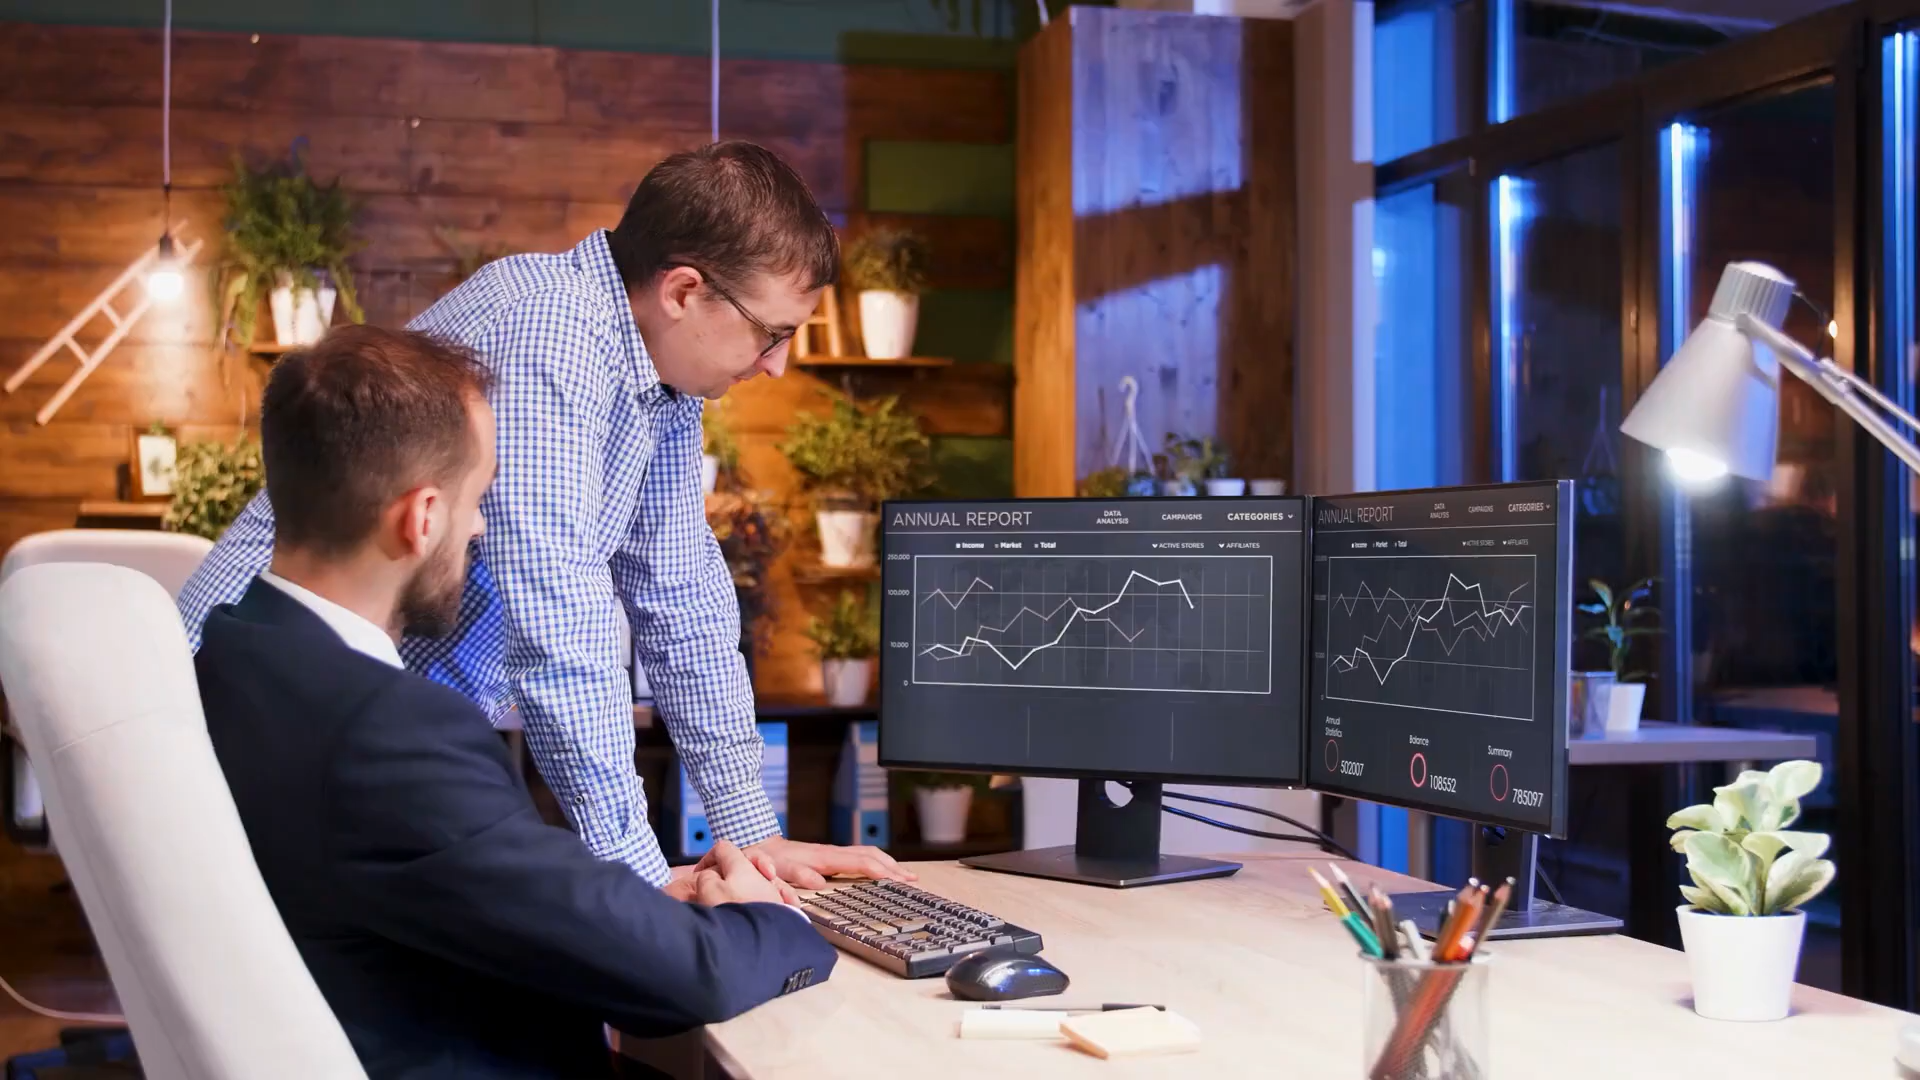 ANNUAL REPORT
DATA
ANALYSIS
CAMPAIGNS
CATEGORIES
Income Market Total
ACTIVE STORES AFFILIATES
250,000
100,000
10,000
0
ANNUAL REPORT
DATA
ANALYSIS
CAMPAIGNS
CATEGORIES
Income Market Total
ACTIVE STORES AFFILIATES
Annual
Statistics
502007
Balance
108552
Summary
785097